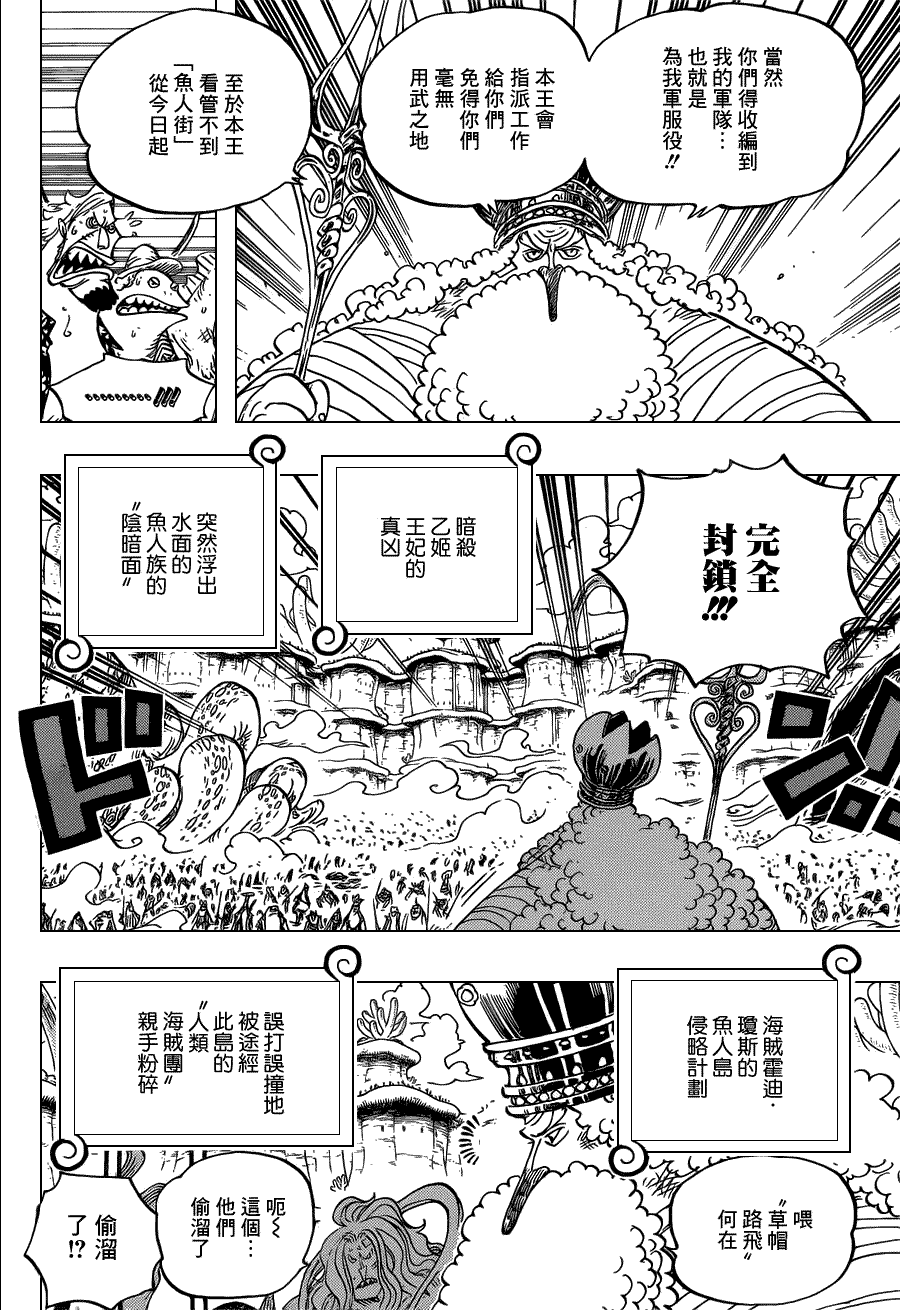 當然
你們得收編到
我的軍隊…
也就是
為我軍服役!!
本王會
指派工作
給你們
免得你們
毫無
用武之地
至於本王
看管不到
「魚人街」
從今日起
………!!!
完全
封鎖!!!
暗殺
乙姬
王妃的
真凶
突然浮出
水面的
魚人族的
〝陰暗面〞
ドドン
海賊霍迪・
瓊斯的
魚人島
侵略計劃
誤打誤撞地
被途經
此島的
〝人類
海賊團〞
親手粉碎
喂
〝草帽
路飛〞
何在
呃～
這個…
他們
偷溜了
偷溜
了!?